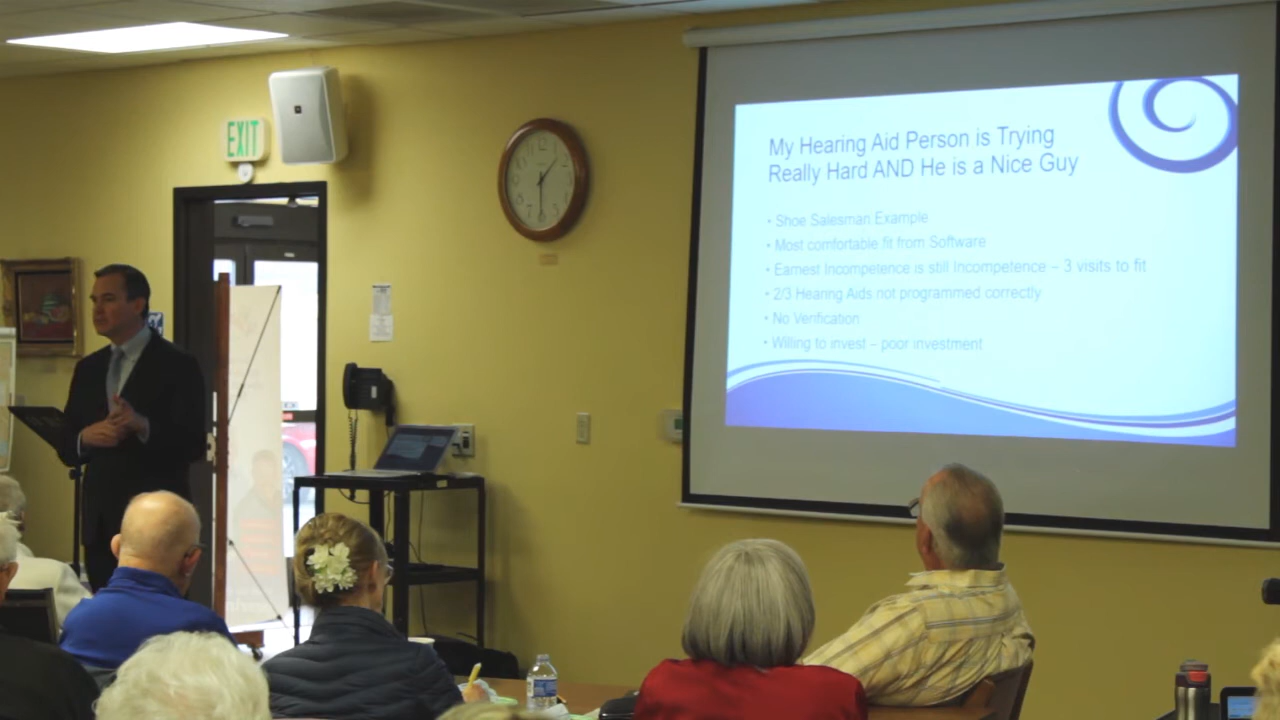 EXIT
My Hearing Aid Person is Trying
Really Hard AND He is a Nice Guy
• Shoe Salesman Example
• Most comfortable fit from Software
• Earnest Incompetence is still Incompetence – 3 visits to fit
• 2/3 Hearing Aids not programmed correctly
• No Verification
• Willing to invest – poor investment